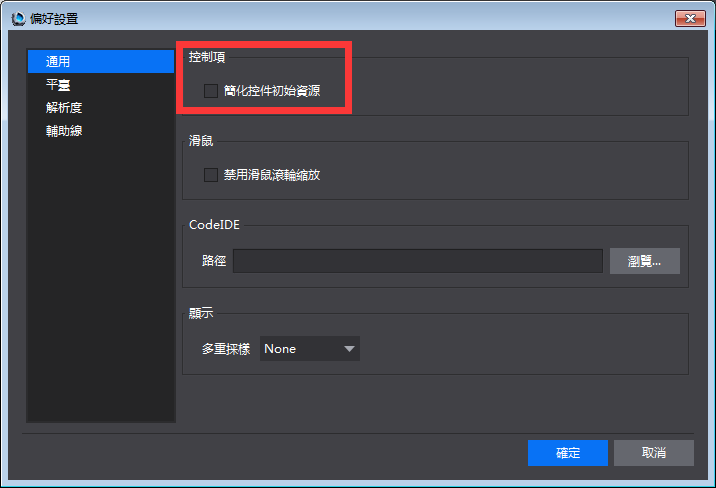 偏好設置
通用
平臺
解析度
輔助線
控制項
簡化控件初始資源
滑鼠
禁用滑鼠滾輪縮放
CodeIDE
路徑
瀏覽...
顯示
多重採樣 None
確定 取消